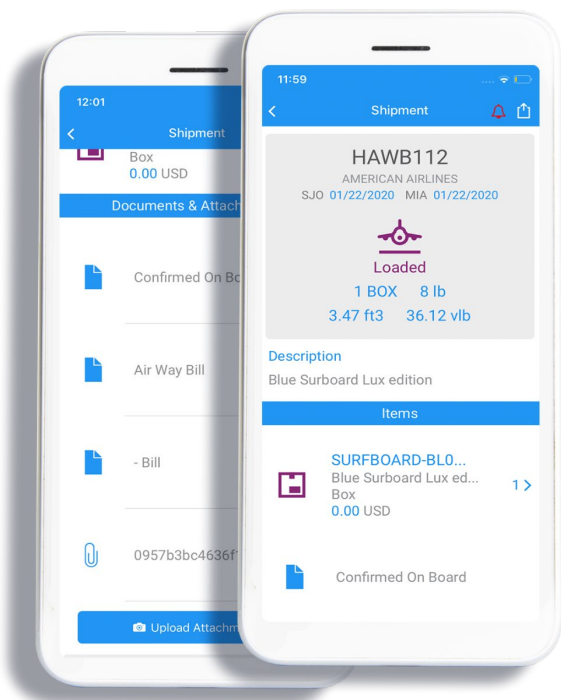 12:01
Shipment
Box
0.00 USD
Documents & Attach
Confirmed On Bo
Air Way Bill
- Bill
0957b3bc4636f
Upload Attachm
11:59
Shipment
HAWB112
AMERICAN AIRLINES
SJO 01/22/2020 MIA 01/22/2020
Loaded
1 BOX 8 lb
3.47 ft3 36.12 vlb
Description
Blue Surboard Lux edition
Items
SURFBOARD-BL0...
Blue Surboard Lux ed...
1
Box
0.00 USD
Confirmed On Board